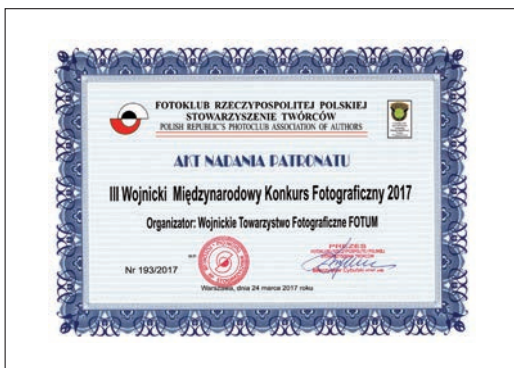 FOTOKLUB RZECZYPOSPOLITEJ POLSKIEJ
STOWARZYSZENIE TWÓRCÓW
POLISH REPUBLIC'S PHOTOCLUB ASSOCIATION OF AUTHORS
AKT NADANIA PATRONATU
III Wojnicki Międzynarodowy Konkurs Fotograficzny 2017
Organizator: Wojnickie Towarzystwo Fotograficzne FOTUM
PREZES
Nr 193/2017
Warszawa, dnia 24 marca 2017 roku